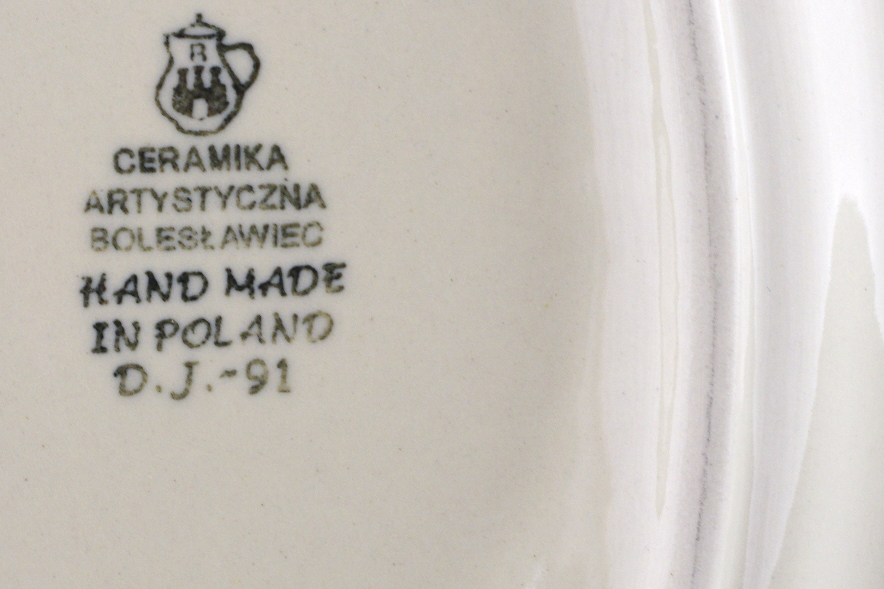 R
CERAMIKA
ARTYSTYCZNA
BOLESŁAWIEC
HAND MADE
IN POLAND
D.J.-91